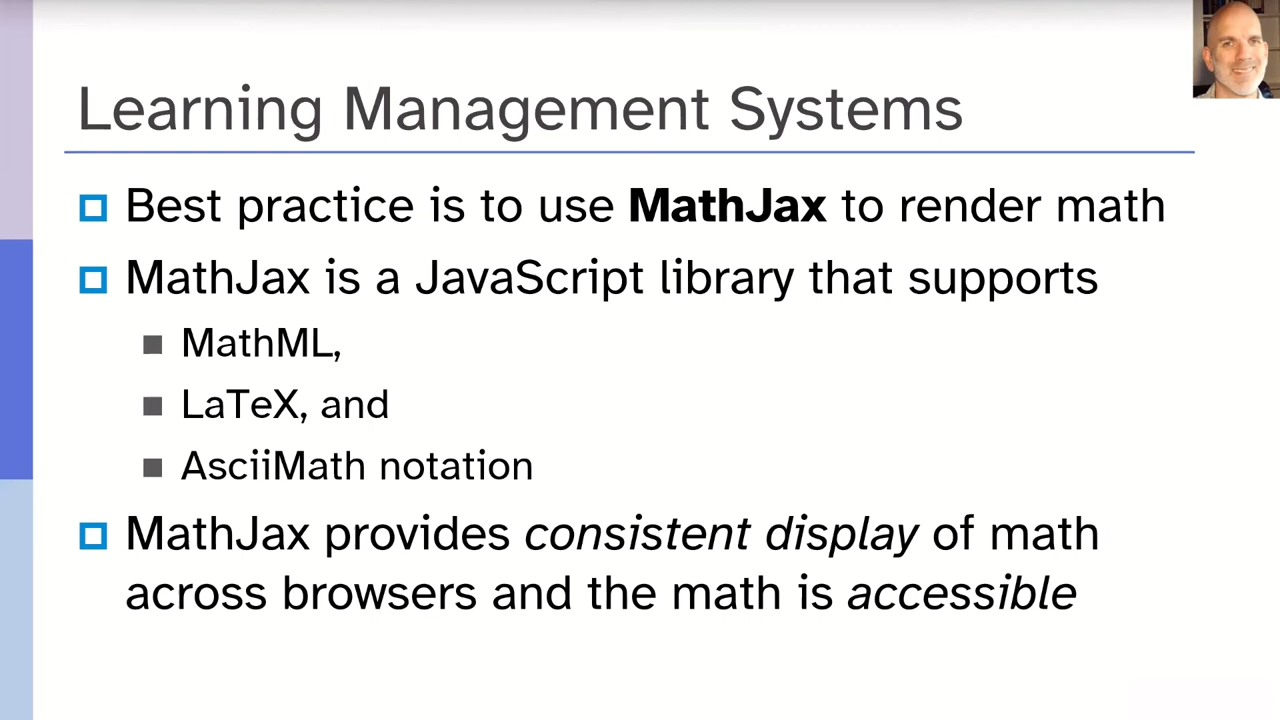 Learning Management Systems
Best practice is to use MathJax to render math
MathJax is a JavaScript library that supports
MathML,
LaTeX, and
AsciiMath notation
MathJax provides consistent display of math
across browsers and the math is accessible